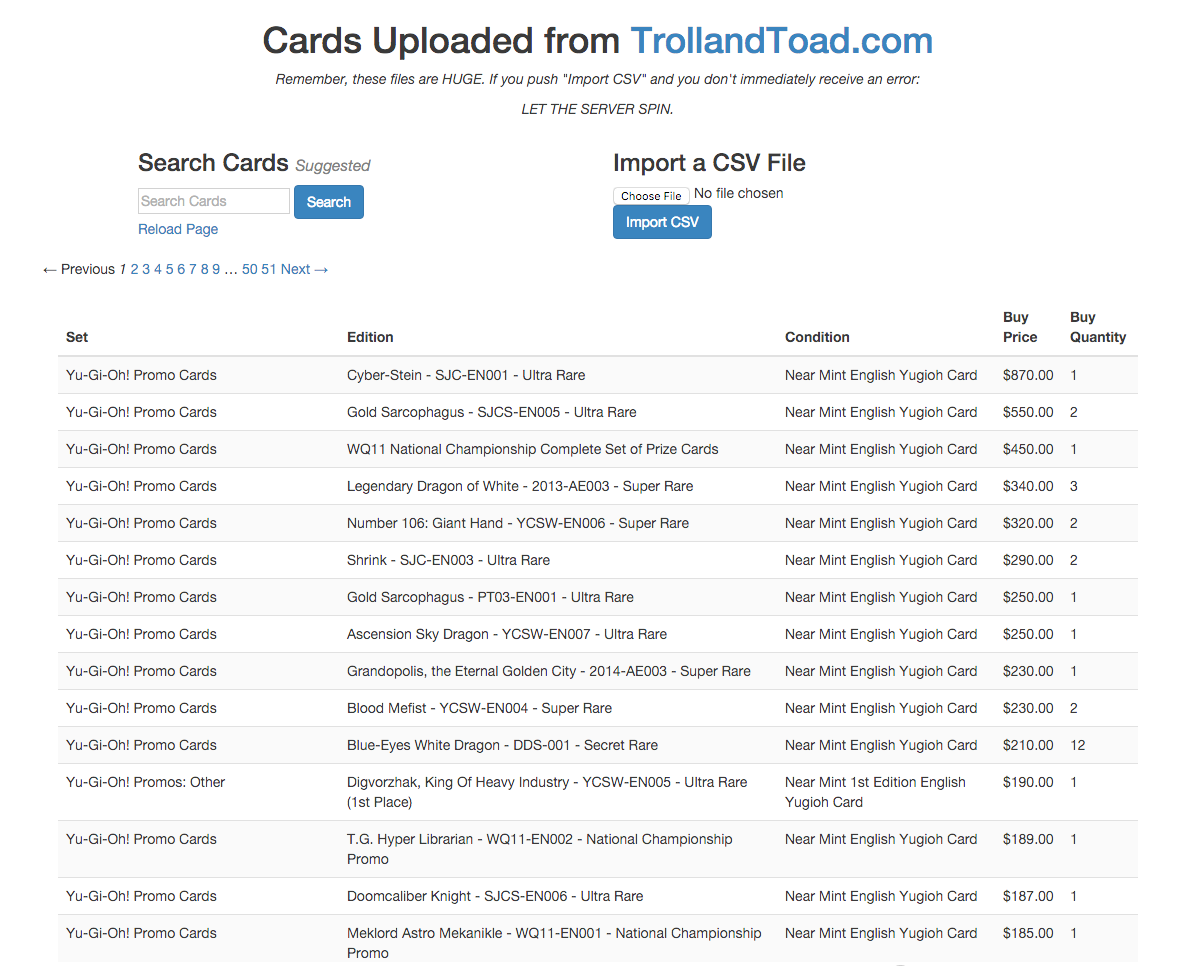 Cards Uploaded from TrollandToad.com
Remember, these files are HUGE. If you push "Import CSV" and you don't immediately receive an error:
LET THE SERVER SPIN.
Search Cards Suggested
Search Cards Search
Reload Page
Import a CSV File
Choose File No file chosen
Import CSV
← Previous 1 2 3 4 5 6 7 8 9 … 50 51 Next →
Set Edition Condition Buy Price Buy Quantity
Yu-Gi-Oh! Promo Cards Cyber-Stein - SJC-EN001 - Ultra Rare Near Mint English Yugioh Card $870.00 1
Yu-Gi-Oh! Promo Cards Gold Sarcophagus - SJCS-EN005 - Ultra Rare Near Mint English Yugioh Card $550.00 2
Yu-Gi-Oh! Promo Cards WQ11 National Championship Complete Set of Prize Cards Near Mint English Yugioh Card $450.00 1
Yu-Gi-Oh! Promo Cards Legendary Dragon of White - 2013-AE003 - Super Rare Near Mint English Yugioh Card $340.00 3
Yu-Gi-Oh! Promo Cards Number 106: Giant Hand - YCSW-EN006 - Super Rare Near Mint English Yugioh Card $320.00 2
Yu-Gi-Oh! Promo Cards Shrink - SJC-EN003 - Ultra Rare Near Mint English Yugioh Card $290.00 2
Yu-Gi-Oh! Promo Cards Gold Sarcophagus - PT03-EN001 - Ultra Rare Near Mint English Yugioh Card $250.00 1
Yu-Gi-Oh! Promo Cards Ascension Sky Dragon - YCSW-EN007 - Ultra Rare Near Mint English Yugioh Card $250.00 1
Yu-Gi-Oh! Promo Cards Grandopolis, the Eternal Golden City - 2014-AE003 - Super Rare Near Mint English Yugioh Card $230.00 1
Yu-Gi-Oh! Promo Cards Blood Mefist - YCSW-EN004 - Super Rare Near Mint English Yugioh Card $230.00 2
Yu-Gi-Oh! Promo Cards Blue-Eyes White Dragon - DDS-001 - Secret Rare Near Mint English Yugioh Card $210.00 12
Yu-Gi-Oh! Promos: Other Digvorzhak, King Of Heavy Industry - YCSW-EN005 - Ultra Rare Near Mint 1st Edition English $190.00 1
(1st Place) Yugioh Card
Yu-Gi-Oh! Promo Cards T.G. Hyper Librarian - WQ11-EN002 - National Championship Near Mint English Yugioh Card $189.00 1
Promo
Yu-Gi-Oh! Promo Cards Doomcaliber Knight - SJCS-EN006 - Ultra Rare Near Mint English Yugioh Card $187.00 1
Yu-Gi-Oh! Promo Cards Meklord Astro Mekanikle - WQ11-EN001 - National Championship Near Mint English Yugioh Card $185.00 1
Promo